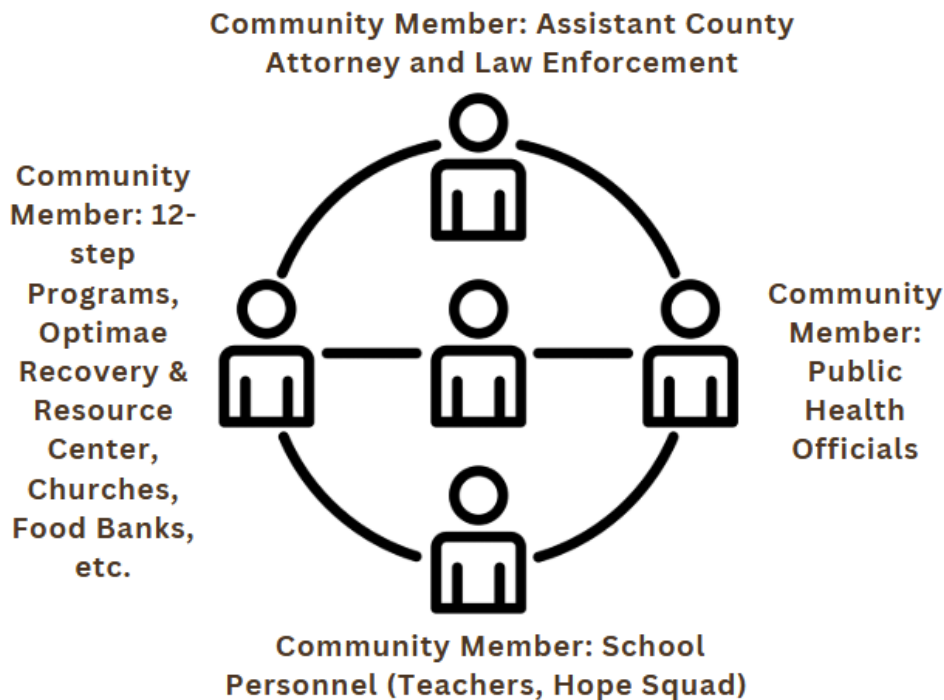 Community Member: Assistant County
Attorney and Law Enforcement
Community
Member: 12-
step
Programs,
Optimae
Recovery &
Resource
Center,
Churches,
Food Banks,
etc.
Community
Member:
Public
Health
Officials
Community Member: School
Personnel (Teachers, Hope Squad)